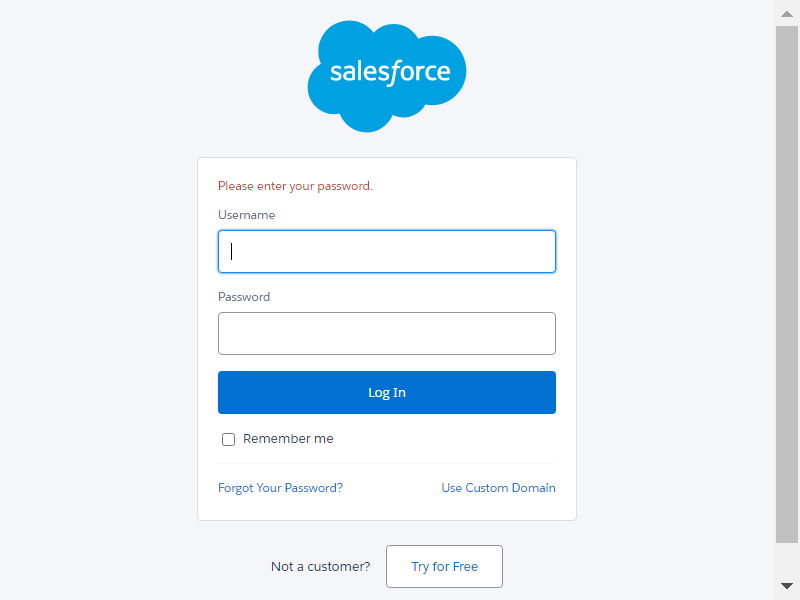 salesforce
Please enter your password.
Username
Password
Log In
Remember me
Forgot Your Password?
Use Custom Domain
Not a customer?
Try for Free